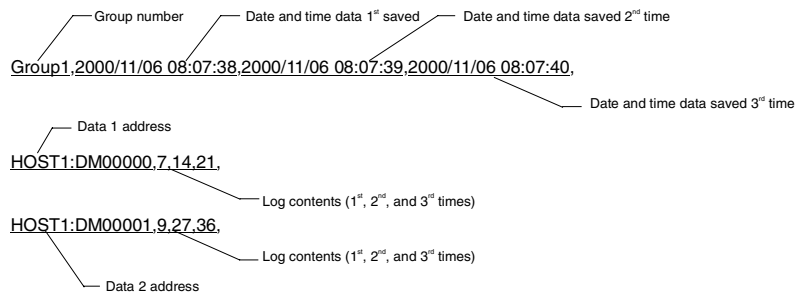 Group number
Date and time data 1st saved
Date and time data saved 2nd time
Group1,2000/11/06 08:07:38,2000/11/06 08:07:39,2000/11/06 08:07:40,
Date and time data saved 3rd time
Data 1 address
HOST1:DM00000,7,14,21,
Log contents (1st, 2nd, and 3rd times)
HOST1:DM00001,9,27,36,
Log contents (1st, 2nd, and 3rd times)
Data 2 address